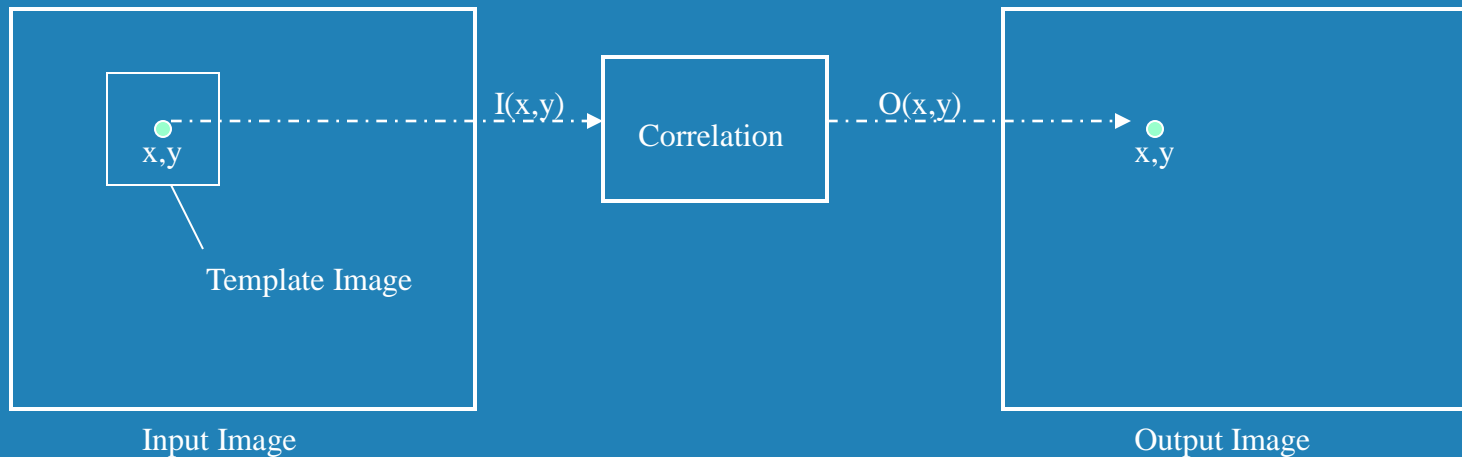 I(x,y)
O(x,y)
Correlation
x,y
x,y
Template Image
Input Image
Output Image